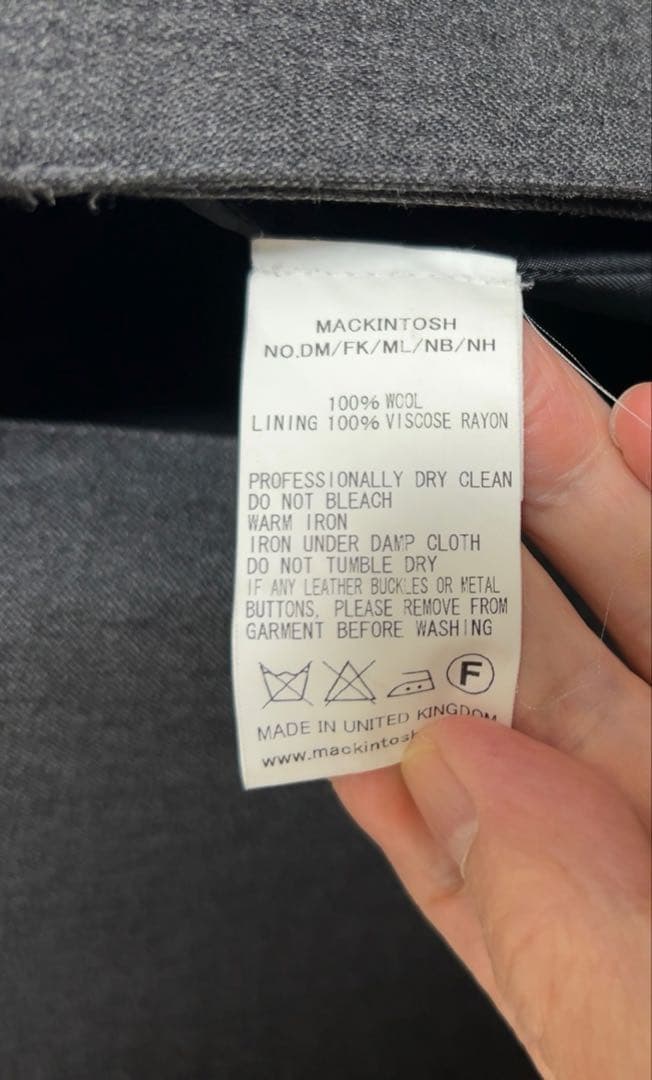 MACKINTOSH
NO.DM/FK/ML/NB/NH
100% WOOL
LINING 100% VISCOSE RAYON
PROFESSIONALLY DRY CLEAN
DO NOT BLEACH
WARM IRON
IRON UNDER DAMP CLOTH
DO NOT TUMBLE DRY
IF ANY LEATHER BUCKLES OR METAL
BUTTONS, PLEASE REMOVE FROM
GARMENT BEFORE WASHING
F
MADE IN UNITED KINGDOM
www.mackintosh